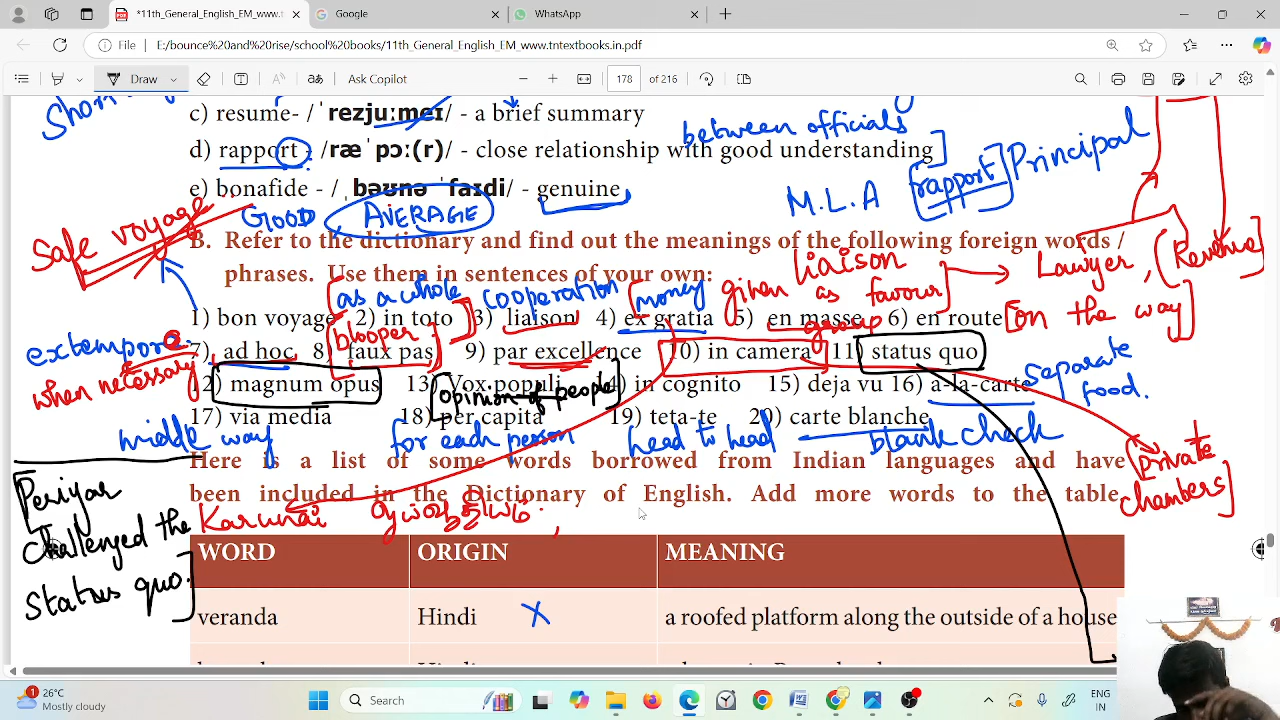 *11th_General_English_EM_www.t
Google
WhatsApp
File E:/bounce%20and%20rise/school%20books/11th_General_English_EM_www.tntextbooks.in.pdf
Draw
Ask Copilot
178 of 216
c) resume- /ˈrezjuːmeɪ/ - a brief summary
between officials
d) rapport - /ræˈpɔː(r)/ - close relationship with good understanding
Principal
e) bonafide - /ˌbəʊnəˈfaɪdi/ - genuine
M.L.A rapport
GOOD AVERAGE
Safe voyage
B. Refer to the dictionary and find out the meanings of the following foreign words /
phrases. Use them in sentences of your own:
liaison Lawyer, (Revenue)
as a whole cooperation money given as favour
on the way
1) bon voyage 2) in toto 3) liaison 4) ex gratia 5) en masse 6) en route
blooper group
extempore
7) ad hoc 8) faux pas 9) par excellence 10) in camera 11) status quo
when necessary
separate food.
12) magnum opus 13) Vox populi 14) in cognito 15) deja vu 16) a-la-carte
opinion of people
17) via media 18) per capita 19) teta-te 20) carte blanche
middle way for each person head to head blank check
private chambers
Here is a list of some words borrowed from Indian languages and have
been included in the Dictionary of English. Add more words to the table.
Karunai
Periyar
challenged the
status quo.
WORD ORIGIN MEANING
veranda Hindi X a roofed platform along the outside of a house
26°C
Mostly cloudy
Search
ENG
IN